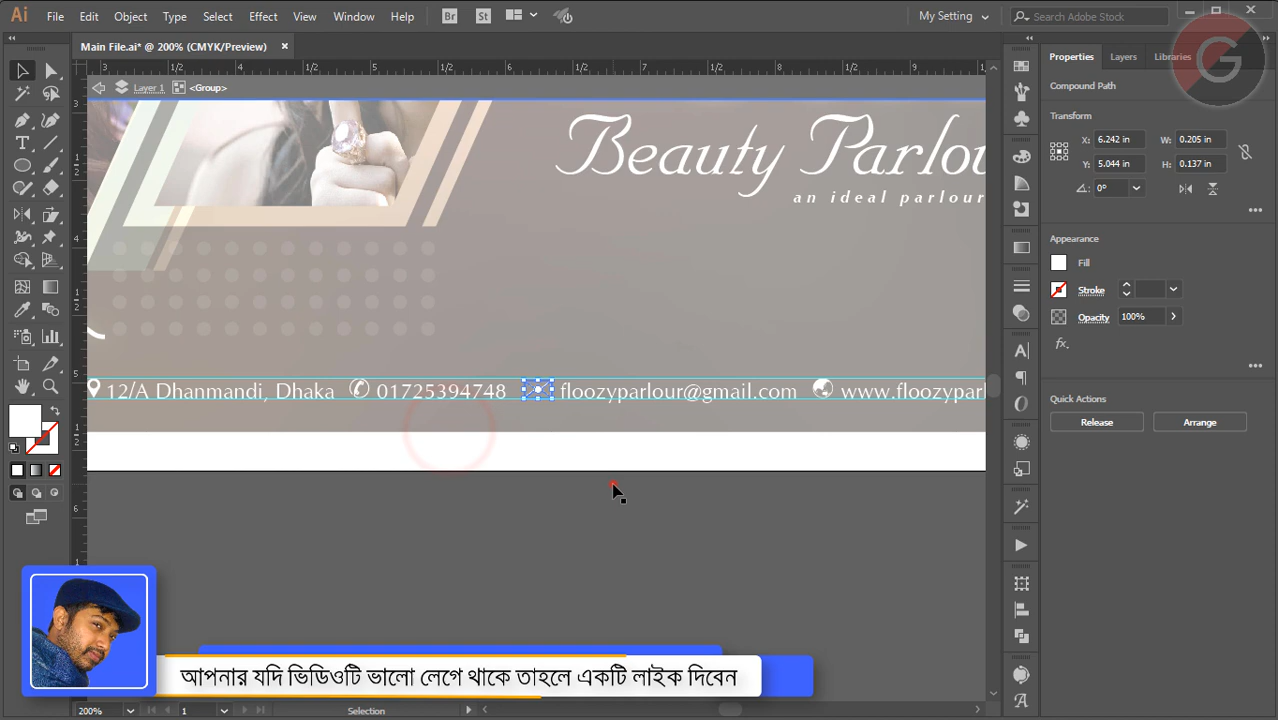 Ai File Edit Object Type Select Effect View Window Help Br St My Setting Search Adobe Stock
Main File.ai* @ 200% (CMYK/Preview) ×
Layer 1 <Group>
Properties Layers Libraries
Compound Path
Transform
X: 6.242 in W: 0.205 in
Y: 5.044 in H: 0.137 in
0°
Appearance
Fill
Stroke
Opacity 100%
fx.
Quick Actions
Release Arrange
Beauty Parlou
an ideal parlour
12/A Dhanmandi, Dhaka 01725394748 floozyparlour@gmail.com www.floozyparl
আপনার যদি ভিডিওটি ভালো লেগে থাকে তাহলে একটি লাইক দিবেন
200% 1 Selection